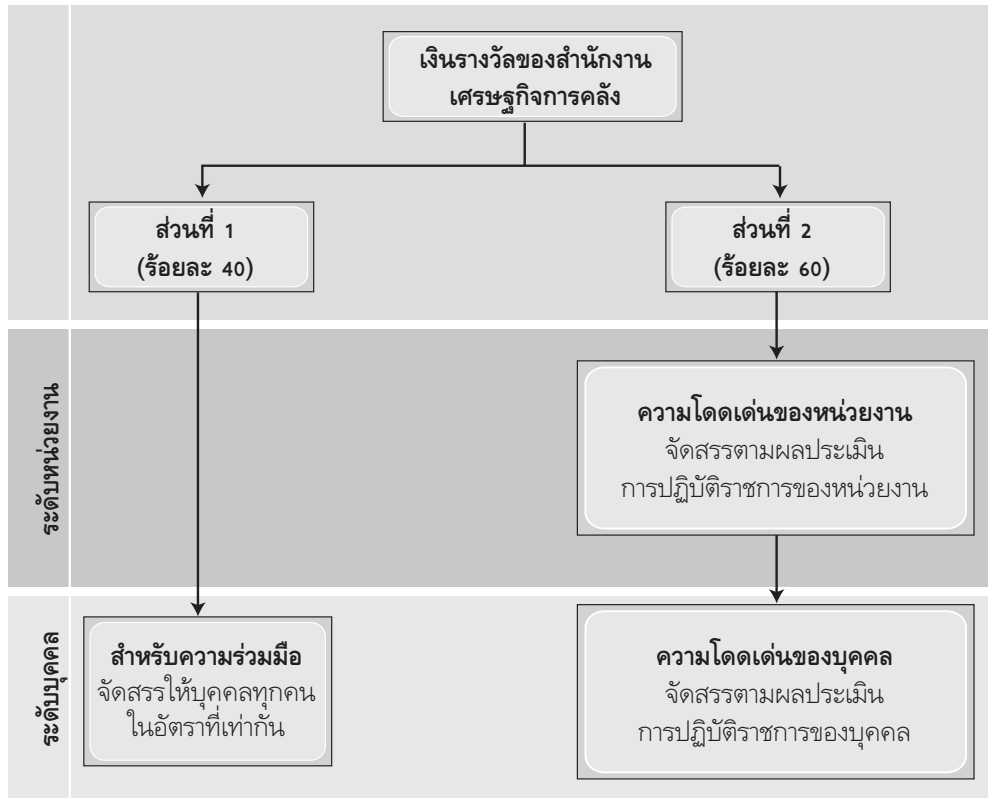 เงินรางวัลของสำนักงาน
เศรษฐกิจการคลัง
ส่วนที่ 1
(ร้อยละ 40)
ส่วนที่ 2
(ร้อยละ 60)
ระดับหน่วยงาน
ความโดดเด่นของหน่วยงาน
จัดสรรตามผลประเมิน
การปฏิบัติราชการของหน่วยงาน
ระดับบุคคล
สำหรับความร่วมมือ
จัดสรรให้บุคคลทุกคน
ในอัตราที่เท่ากัน
ความโดดเด่นของบุคคล
จัดสรรตามผลประเมิน
การปฏิบัติราชการของบุคคล